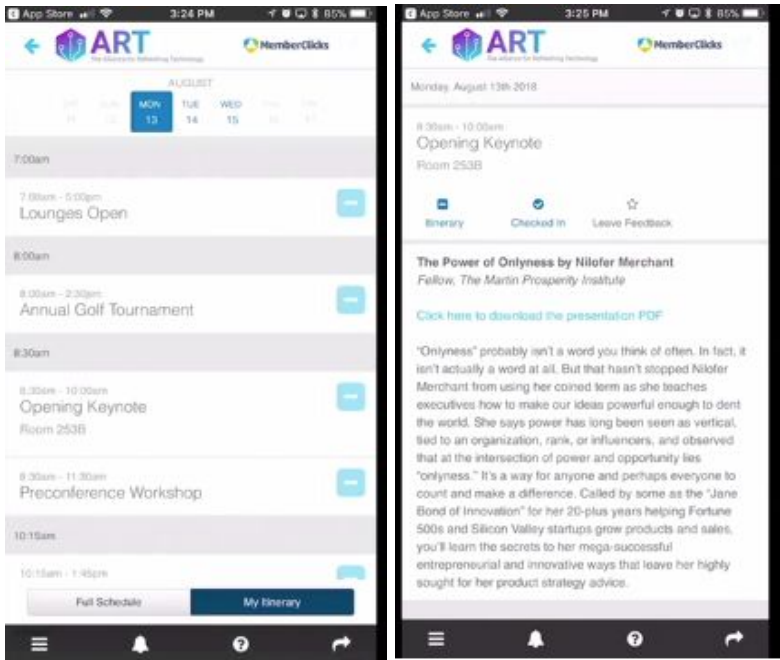 App Store 3:24 PM 85%
ART
MemberClicks
AUGUST
MON TUE WED
13 14 15
7:00am
7:00am - 5:00pm
Lounges Open
8:00am
8:00am - 2:30pm
Annual Golf Tournament
8:30am
8:30am - 10:00am
Opening Keynote
Room 253B
8:30am - 11:30am
Preconference Workshop
10:15am
10:15am - 1:45pm
Full Schedule My Itinerary
App Store 3:25 PM 85%
ART
MemberClicks
Monday, August 13th 2018
8:30am - 10:00am
Opening Keynote
Room 253B
Itinerary Checked In Leave Feedback
The Power of Onlyness by Nilofer Merchant
Fellow, The Martin Prosperity Institute
Click here to download the presentation PDF
"Onlyness" probably isn't a word you think of often. In fact, it
isn't actually a word at all. But that hasn't stopped Nilofer
Merchant from using her coined term as she teaches
executives how to make our ideas powerful enough to dent
the world. She says power has long been seen as vertical,
tied to an organization, rank, or influencers, and observed
that at the intersection of power and opportunity lies
"onlyness." It's a way for anyone and perhaps everyone to
count and make a difference. Called by some as the "Jane
Bond of Innovation" for her 20-plus years helping Fortune
500s and Silicon Valley startups grow products and sales,
you'll learn the secrets to her mega-successful
entrepreneurial and innovative ways that leave her highly
sought for her product strategy advice.